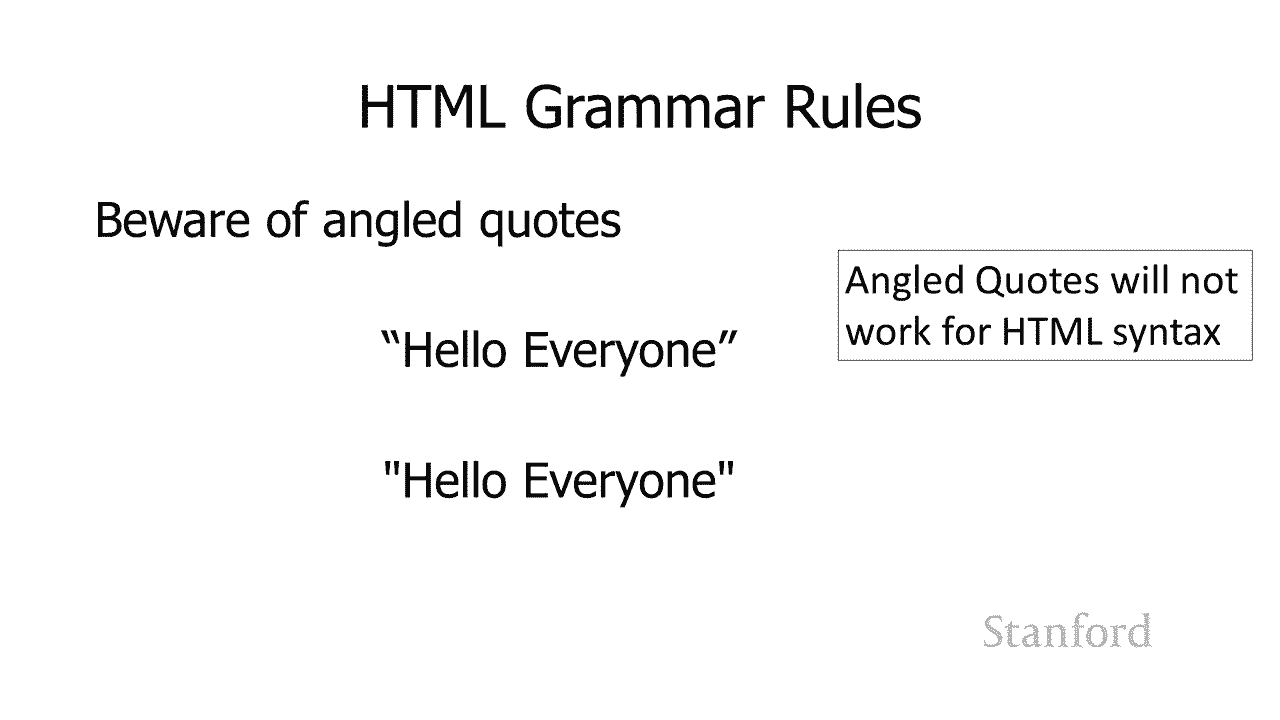 HTML Grammar Rules
Beware of angled quotes
Angled Quotes will not
work for HTML syntax
“Hello Everyone”
"Hello Everyone"
Stanford